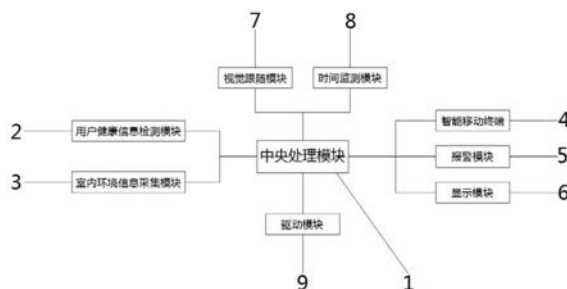 7
8
视觉跟随模块
时间监测模块
2
用户健康信息检测模块
智能移动终端
4
中央处理模块
报警模块
5
3
室内环境信息采集模块
显示模块
6
驱动模块
9
1